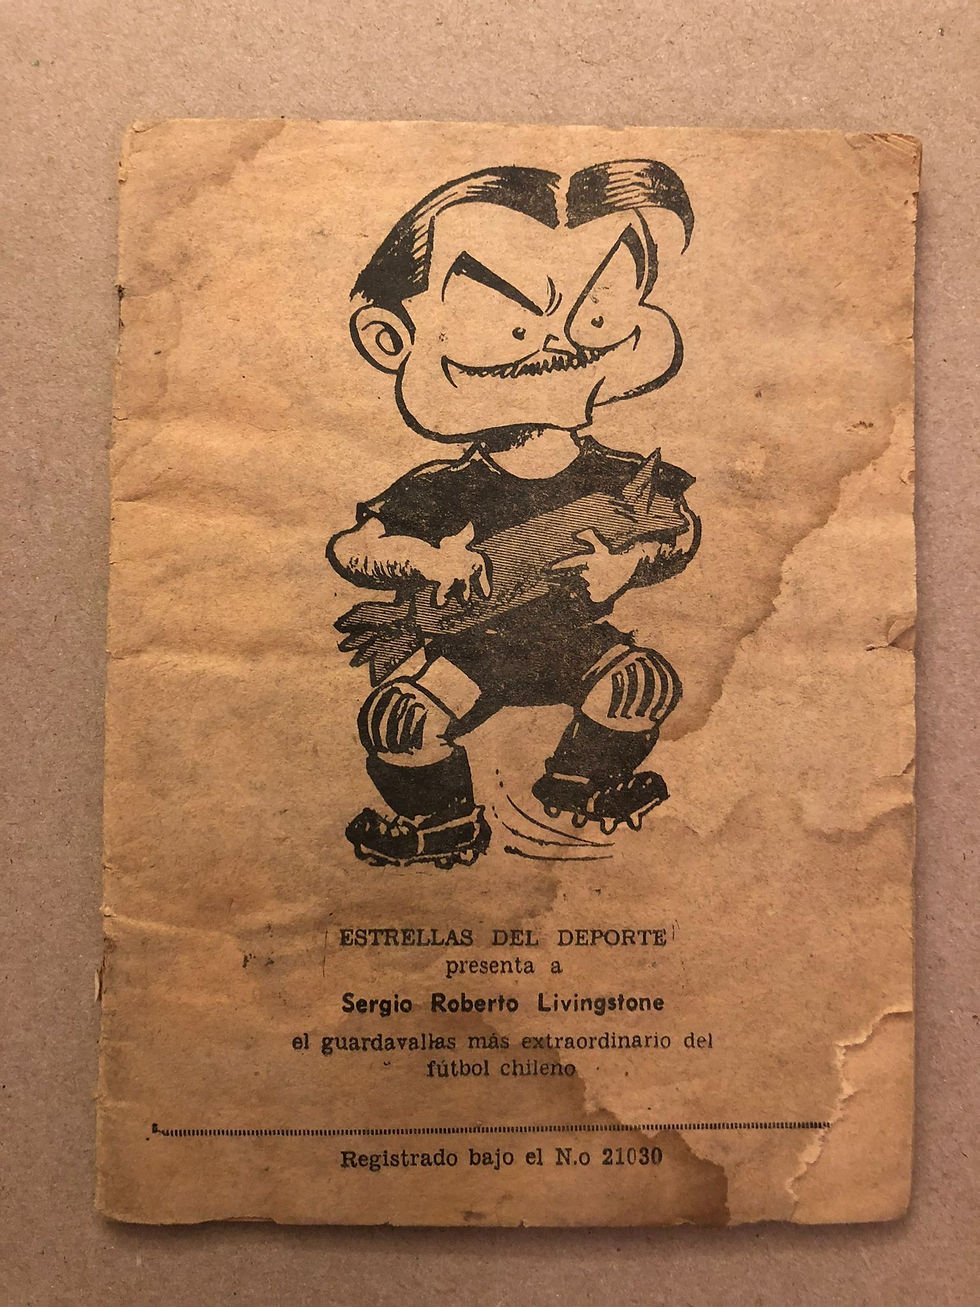 ESTRELLAS DEL DEPORTE
presenta a
Sergio Roberto Livingstone
el guardavallas más extraordinario del
fútbol chileno
Registrado bajo el N.o 21030